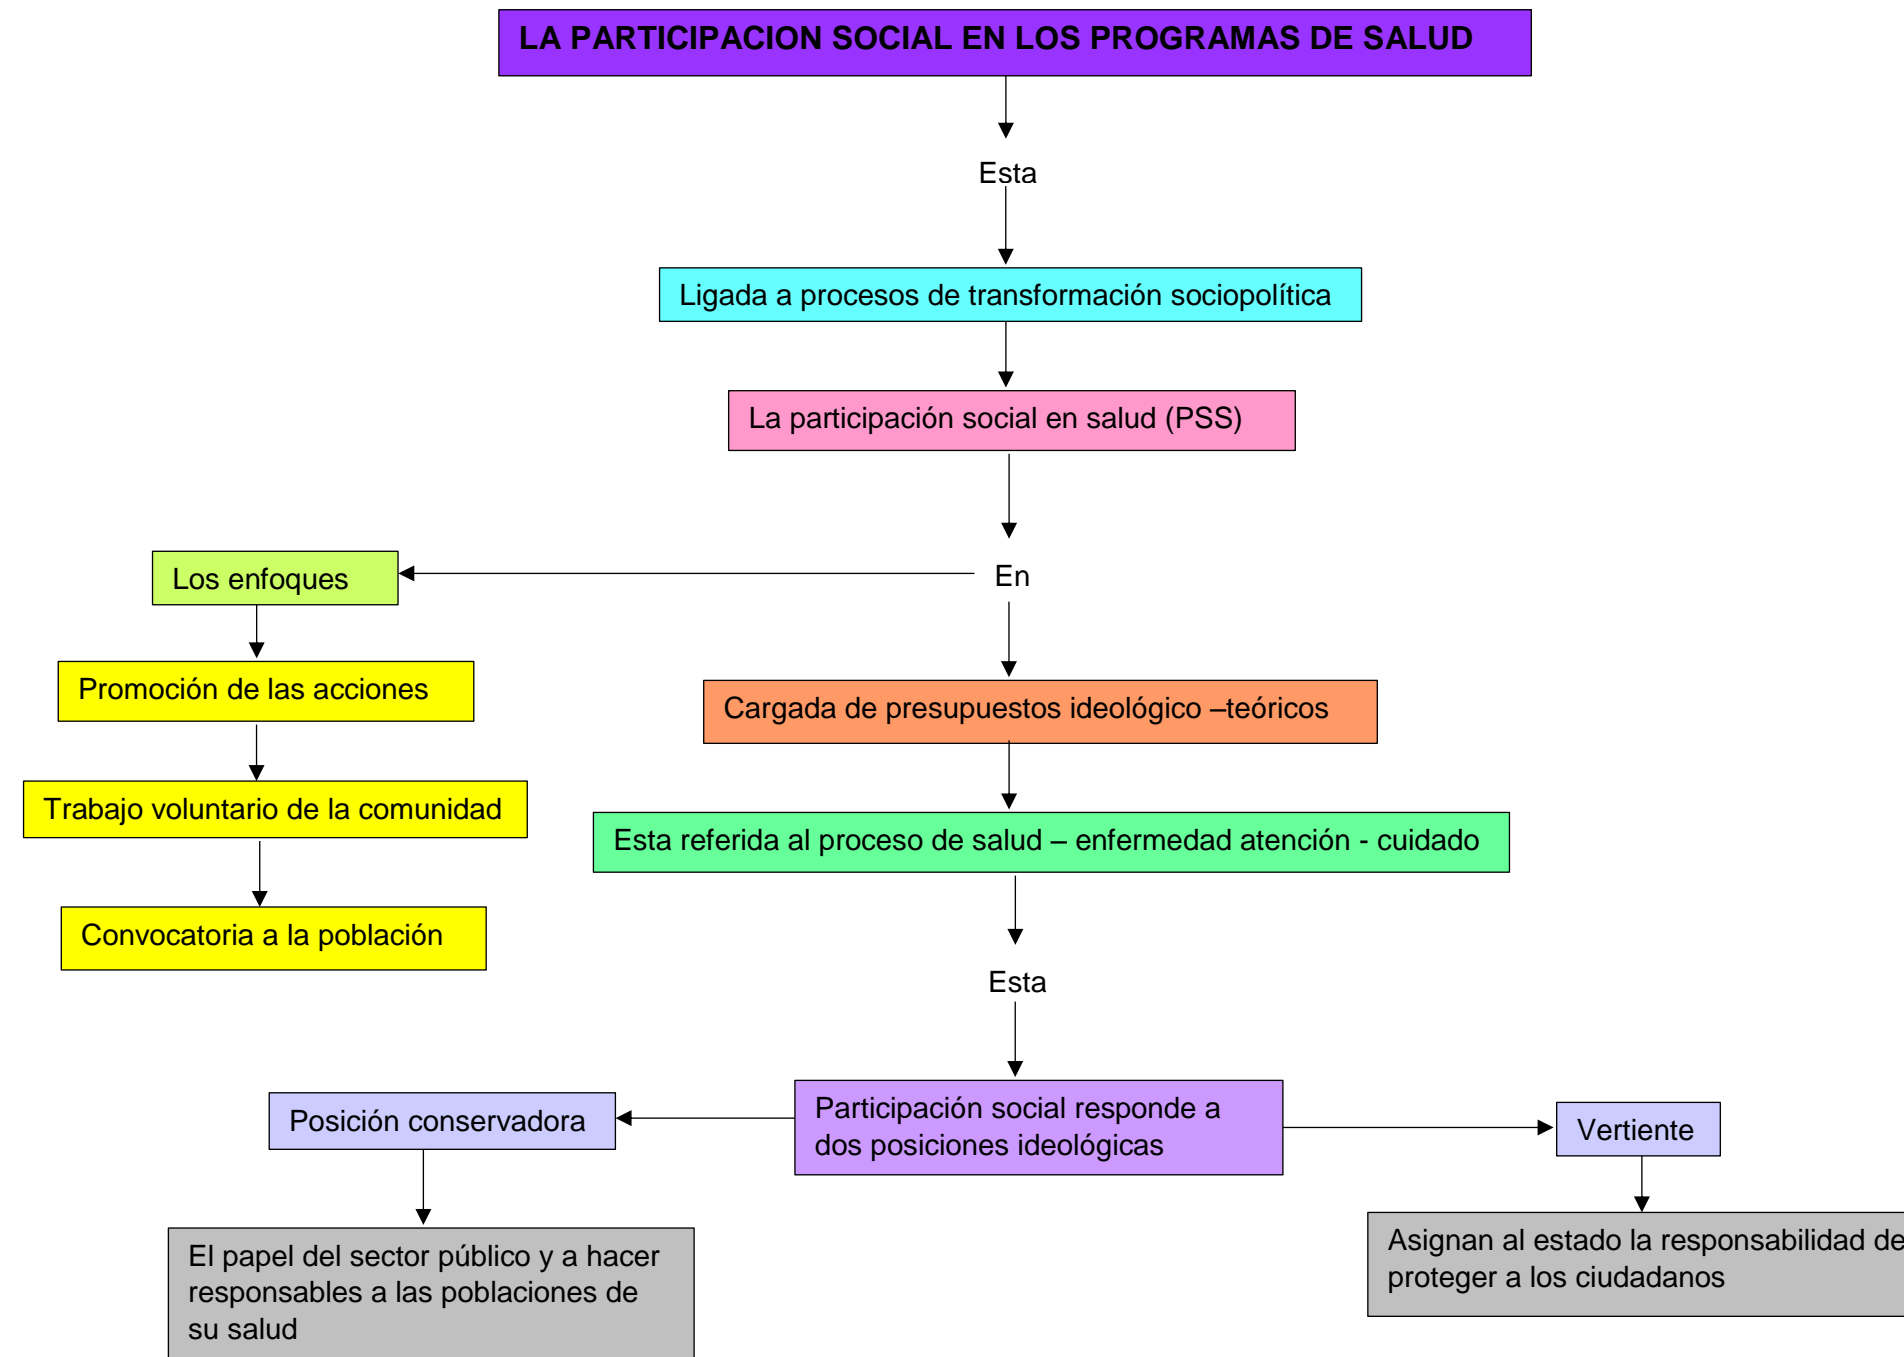 LA PARTICIPACION SOCIAL EN LOS PROGRAMAS DE SALUD
Esta
Ligada a procesos de transformación sociopolítica
La participación social en salud (PSS)
En
Los enfoques
Promoción de las acciones
Trabajo voluntario de la comunidad
Convocatoria a la población
Cargada de presupuestos ideológico –teóricos
Esta referida al proceso de salud – enfermedad atención - cuidado
Esta
Participación social responde a
dos posiciones ideológicas
Posición conservadora
El papel del sector público y a hacer
responsables a las poblaciones de
su salud
Vertiente
Asignan al estado la responsabilidad de
proteger a los ciudadanos